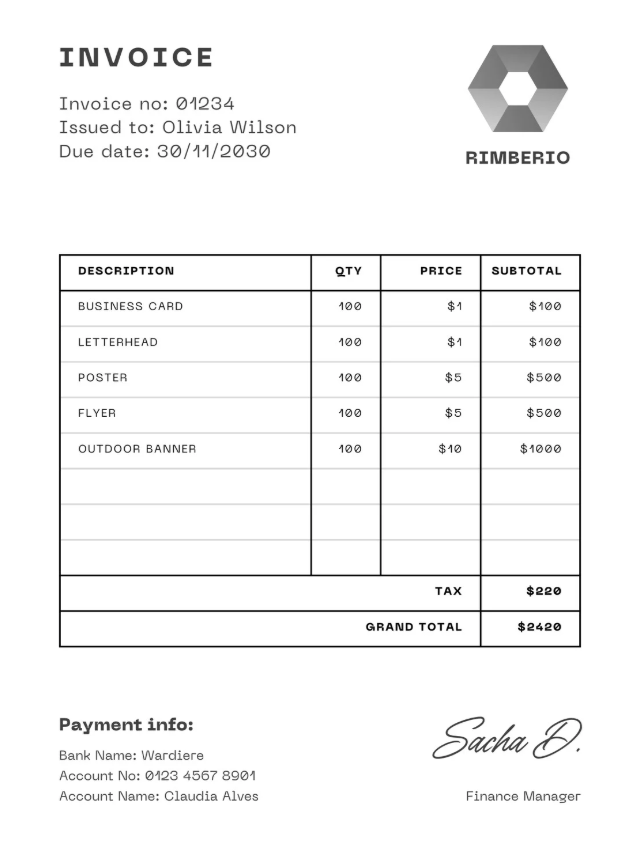 INVOICE
Invoice no: 01234
Issued to: Olivia Wilson
Due date: 30/11/2030
RIMBERIO
DESCRIPTION QTY PRICE SUBTOTAL
BUSINESS CARD 100 $1 $100
LETTERHEAD 100 $1 $100
POSTER 100 $5 $500
FLYER 100 $5 $500
OUTDOOR BANNER 100 $10 $1000
TAX $220
GRAND TOTAL $2420
Payment info:
Bank Name: Wardiere
Account No: 0123 4567 8901
Account Name: Claudia Alves
Sacha D.
Finance Manager